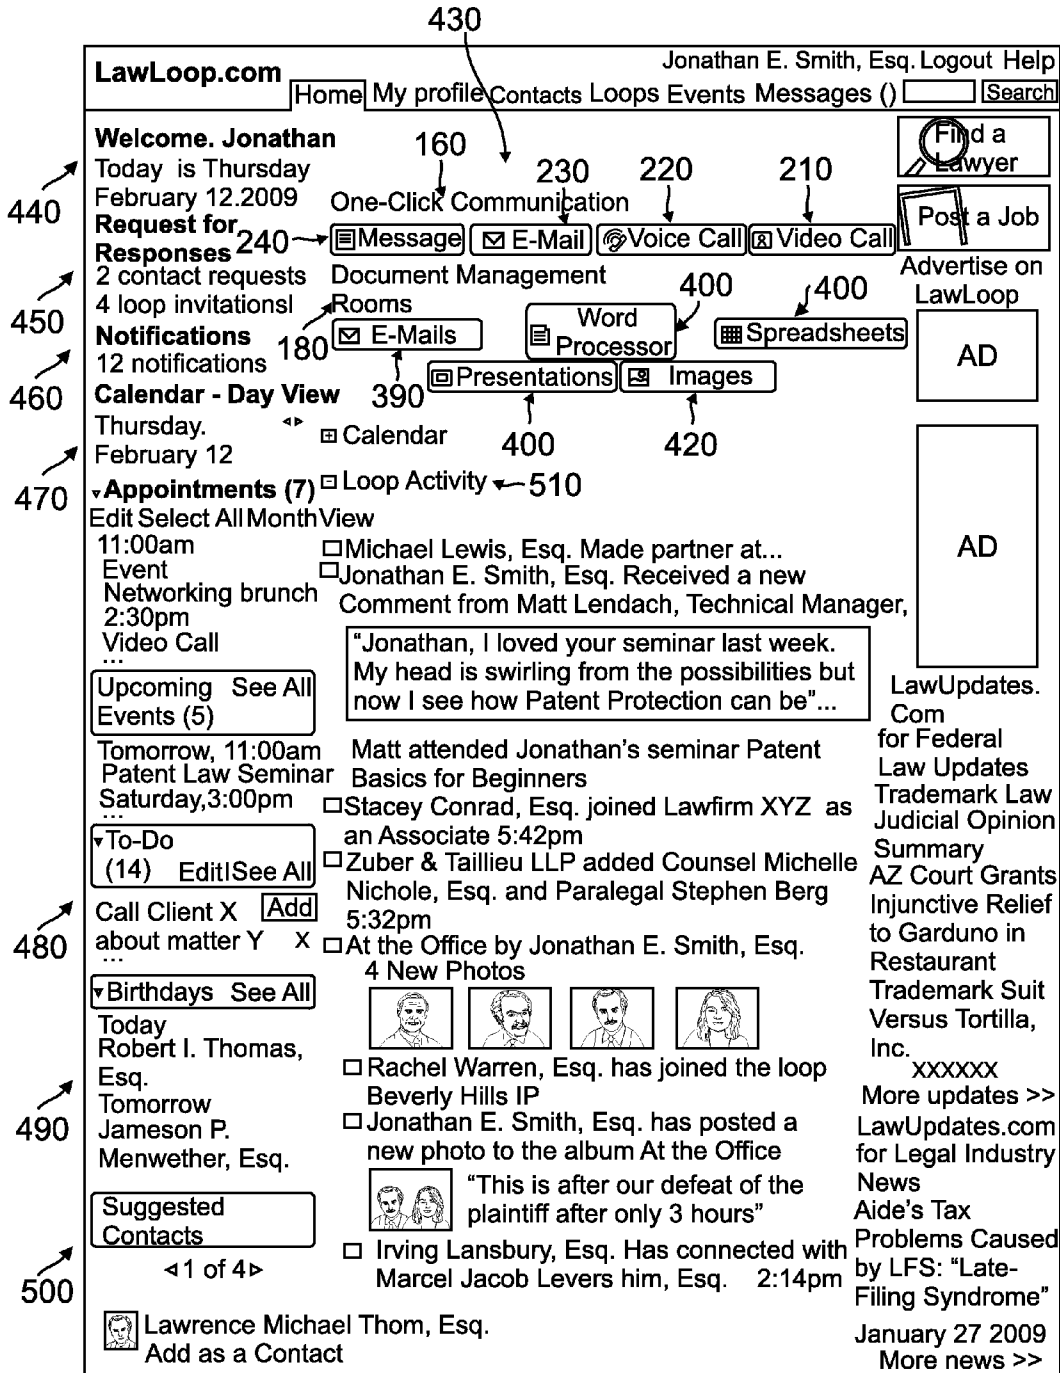 430
LawLoop.com
Jonathan E. Smith, Esq. Logout Help
Home My profile Contacts Loops Events Messages () Search
440
Welcome. Jonathan
Today is Thursday
February 12.2009
Request for
Responses
2 contact requests
4 loop invitationsl
450
Notifications
12 notifications
460
Calendar - Day View
Thursday.
February 12
470
Appointments (7)
Edit Select All Month View
11:00am
Event
Networking brunch
2:30pm
Video Call
...
Upcoming See All
Events (5)
Tomorrow, 11:00am
Patent Law Seminar
Saturday,3:00pm
...
To-Do
(14) EditlSee All
480
Call Client X Add
about matter Y X
...
Birthdays See All
Today
Robert I. Thomas,
Esq.
490
Tomorrow
Jameson P.
Menwether, Esq.
Suggested
Contacts
500
1 of 4
Lawrence Michael Thom, Esq.
Add as a Contact
160
230 220 210
One-Click Communication
240
Message E-Mail Voice Call Video Call
Document Management
Rooms
400 400
180
E-Mails
Word
Processor
Spreadsheets
390
Presentations Images
400 420
Calendar
Loop Activity 510
Michael Lewis, Esq. Made partner at...
Jonathan E. Smith, Esq. Received a new
Comment from Matt Lendach, Technical Manager,
“Jonathan, I loved your seminar last week.
My head is swirling from the possibilities but
now I see how Patent Protection can be”...
Matt attended Jonathan’s seminar Patent
Basics for Beginners
Stacey Conrad, Esq. joined Lawfirm XYZ as
an Associate 5:42pm
Zuber & Taillieu LLP added Counsel Michelle
Nichole, Esq. and Paralegal Stephen Berg
5:32pm
At the Office by Jonathan E. Smith, Esq.
4 New Photos
Rachel Warren, Esq. has joined the loop
Beverly Hills IP
Jonathan E. Smith, Esq. has posted a
new photo to the album At the Office
“This is after our defeat of the
plaintiff after only 3 hours”
Irving Lansbury, Esq. Has connected with
Marcel Jacob Levers him, Esq. 2:14pm
Find a
Lawyer
Post a Job
Advertise on
LawLoop
AD
AD
LawUpdates.
Com
for Federal
Law Updates
Trademark Law
Judicial Opinion
Summary
AZ Court Grants
Injunctive Relief
to Garduno in
Restaurant
Trademark Suit
Versus Tortilla,
Inc.
XXXXXX
More updates >>
LawUpdates.com
for Legal Industry
News
Aide’s Tax
Problems Caused
by LFS: “Late-
Filing Syndrome”
January 27 2009
More news >>